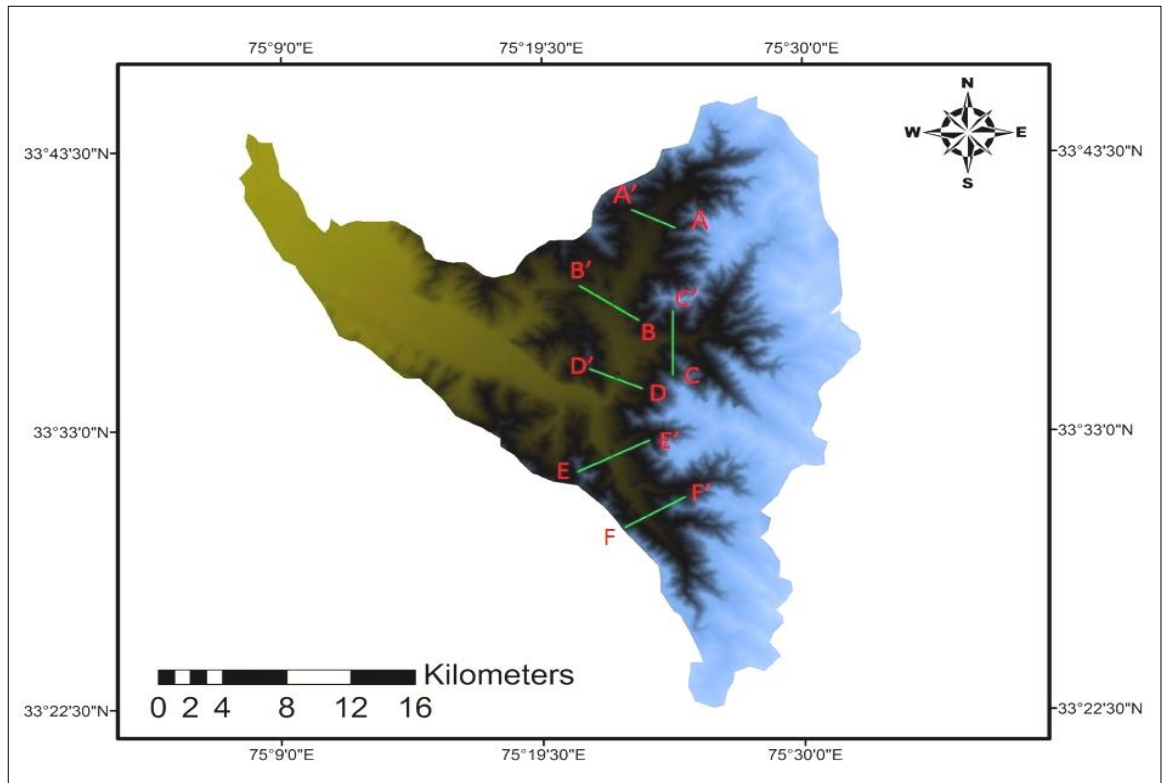 75°9'0"E 75°19'30"E 75°30'0"E
N
W E
S
33°43'30"N 33°43'30"N
A' A
B'
C'
B
D' C
D
33°33'0"N 33°33'0"N
E'
E
F'
F
Kilometers
0 2 4 8 12 16
33°22'30"N 33°22'30"N
75°9'0"E 75°19'30"E 75°30'0"E